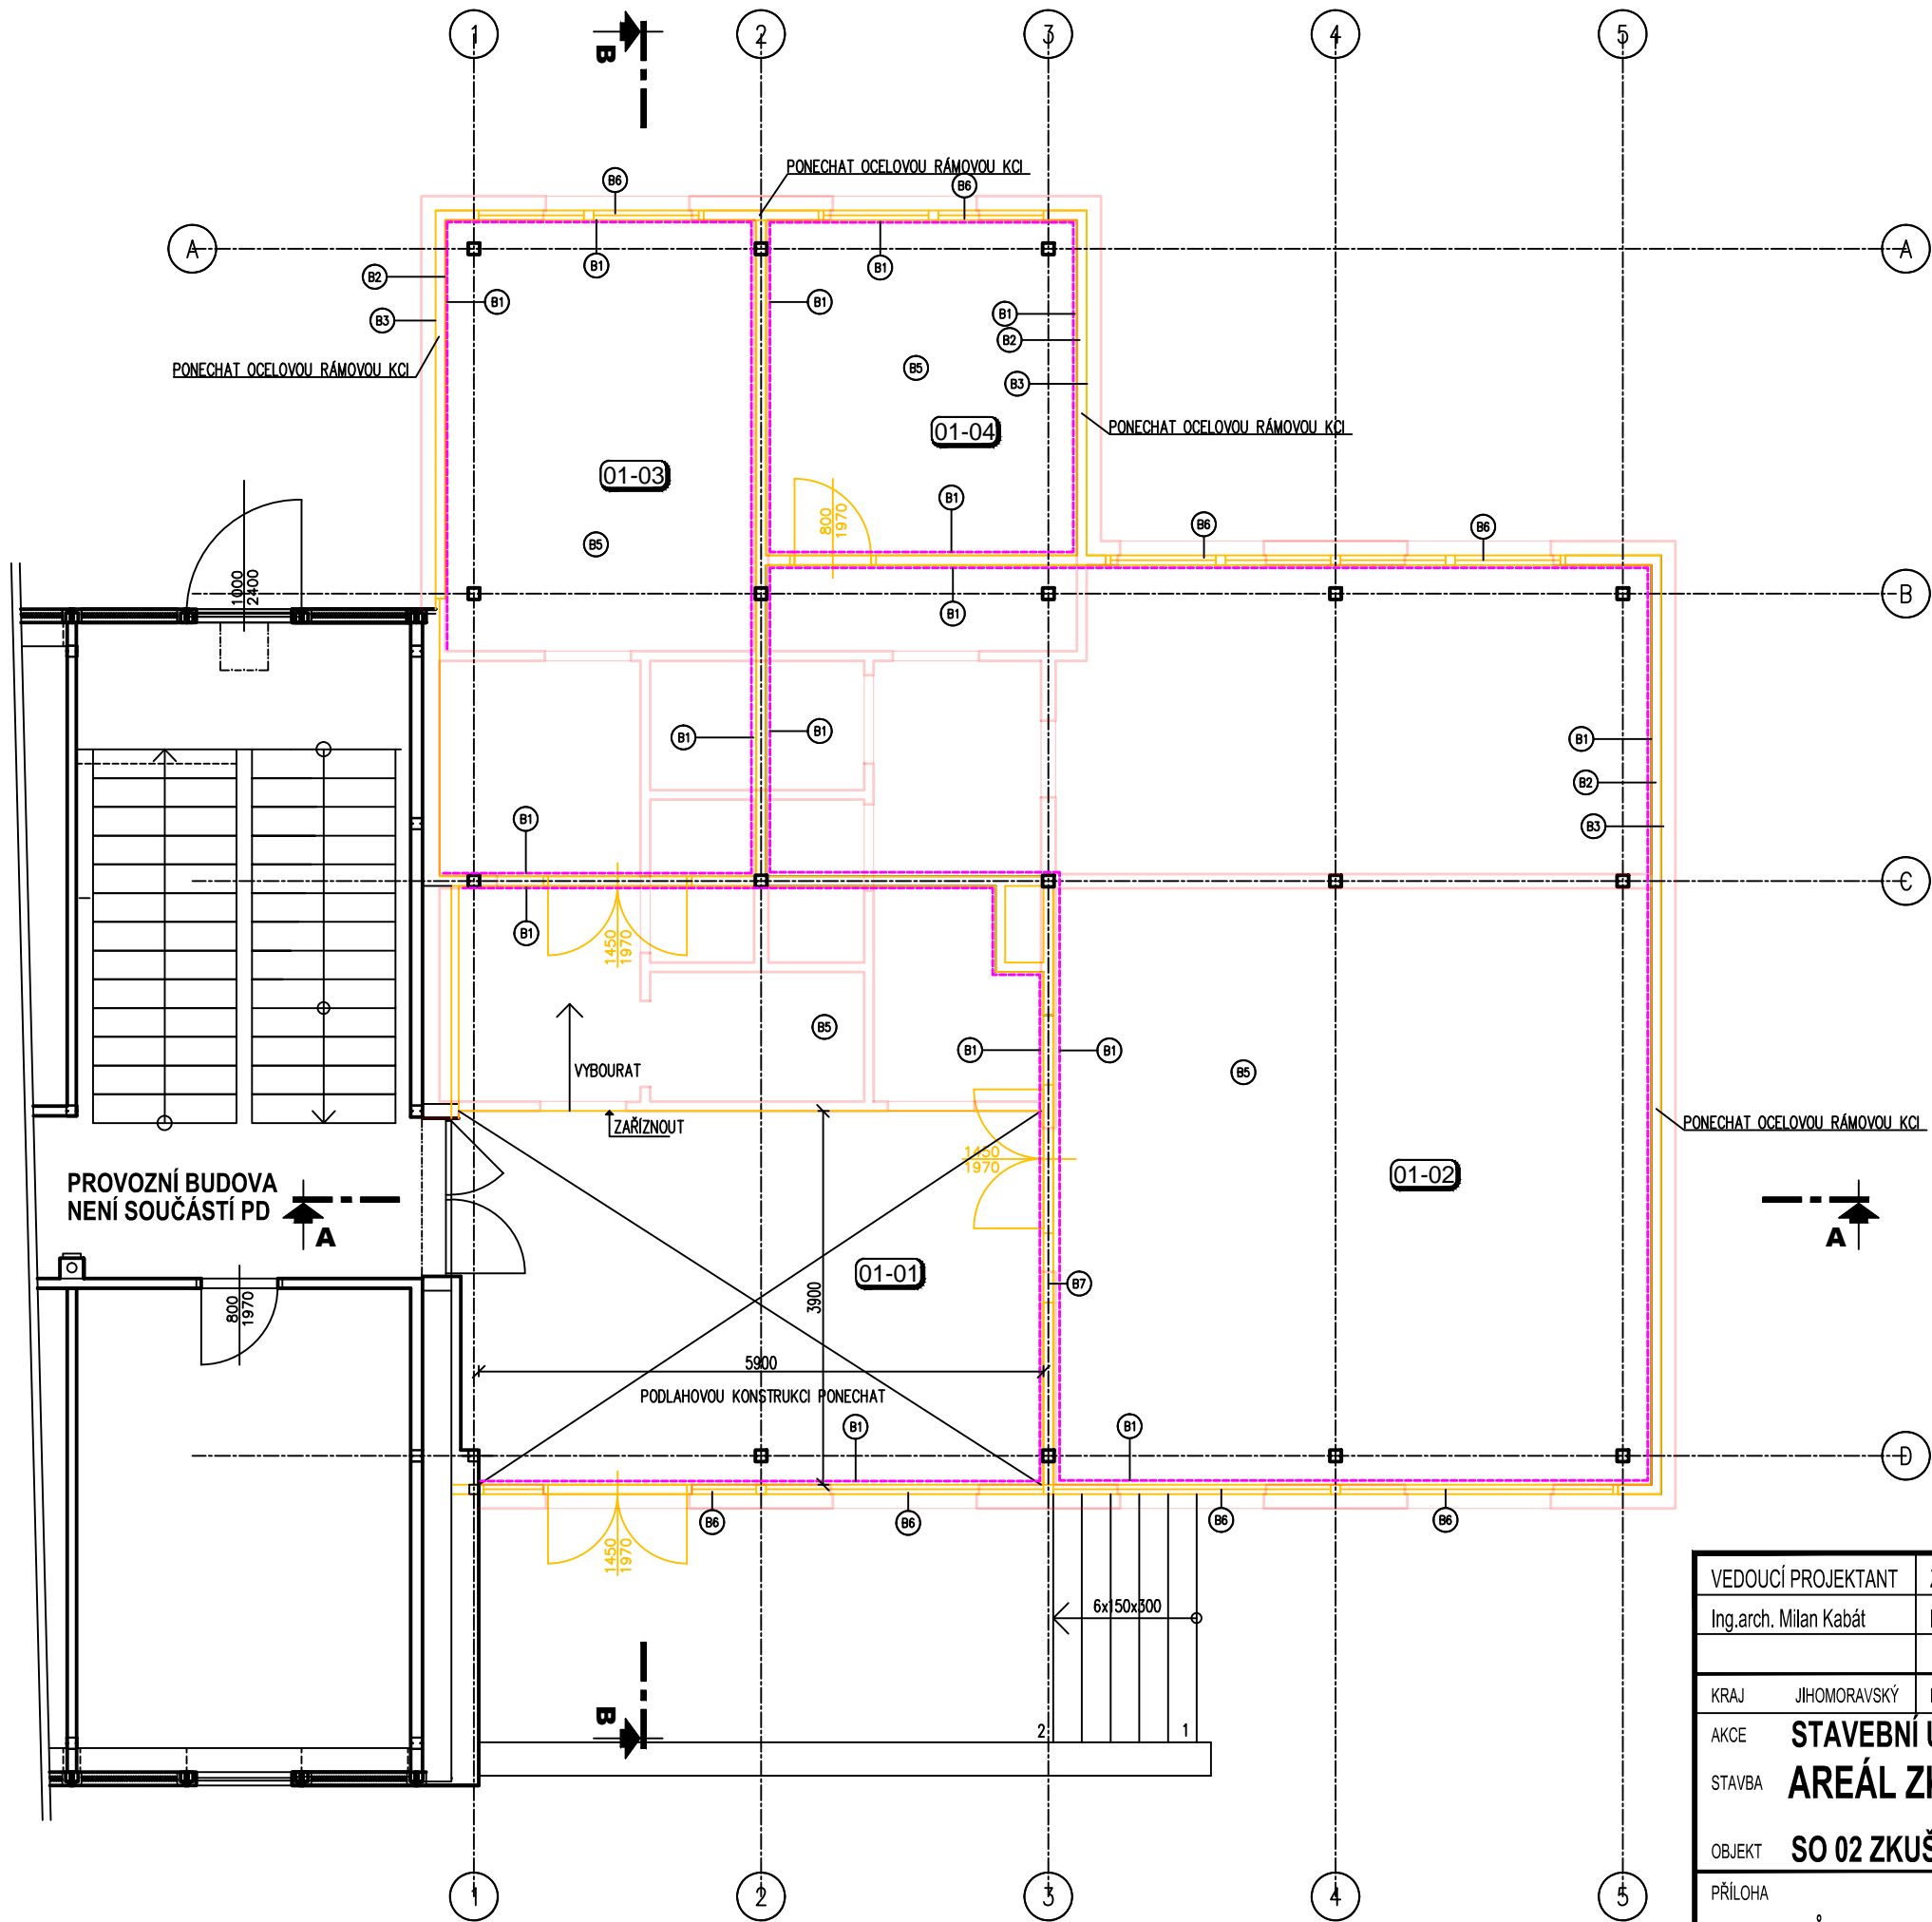 1
2
3
4
5
B
PONECHAT OCELOVOU RÁMOVOU KCI
B6
B6
A
A
B1
B1
B2
B1
B1
B1
B3
B2
PONECHAT OCELOVOU RÁMOVOU KCI
B5
B3
01-04
PONECHAT OCELOVOU RÁMOVOU KCI
01-03
B1
800
1970
B6
B6
B5
1000
2400
B1
B
B1
B1
B1
B2
B1
B3
C
B1
1450
1970
B5
B1
B1
B5
VYBOURAT
ZAŘÍZNOUT
PONECHAT OCELOVOU RÁMOVOU KCI
1450
1970
01-02
PROVOZNÍ BUDOVA
NENÍ SOUČÁSTÍ PD
A
A
01-01
B7
3900
800
1970
5900
PODLAHOVOU KONSTRUKCI PONECHAT
B1
B1
D
B6
B6
B6
B6
1450
1970
6x150x300
B
2
1
VEDOUCÍ PROJEKTANT
Ing.arch. Milan Kabát
KRAJ JIHOMORAVSKÝ
AKCE STAVEBNÍ
STAVBA AREÁL
OBJEKT SO 02
PŘÍLOHA
1
2
3
4
5